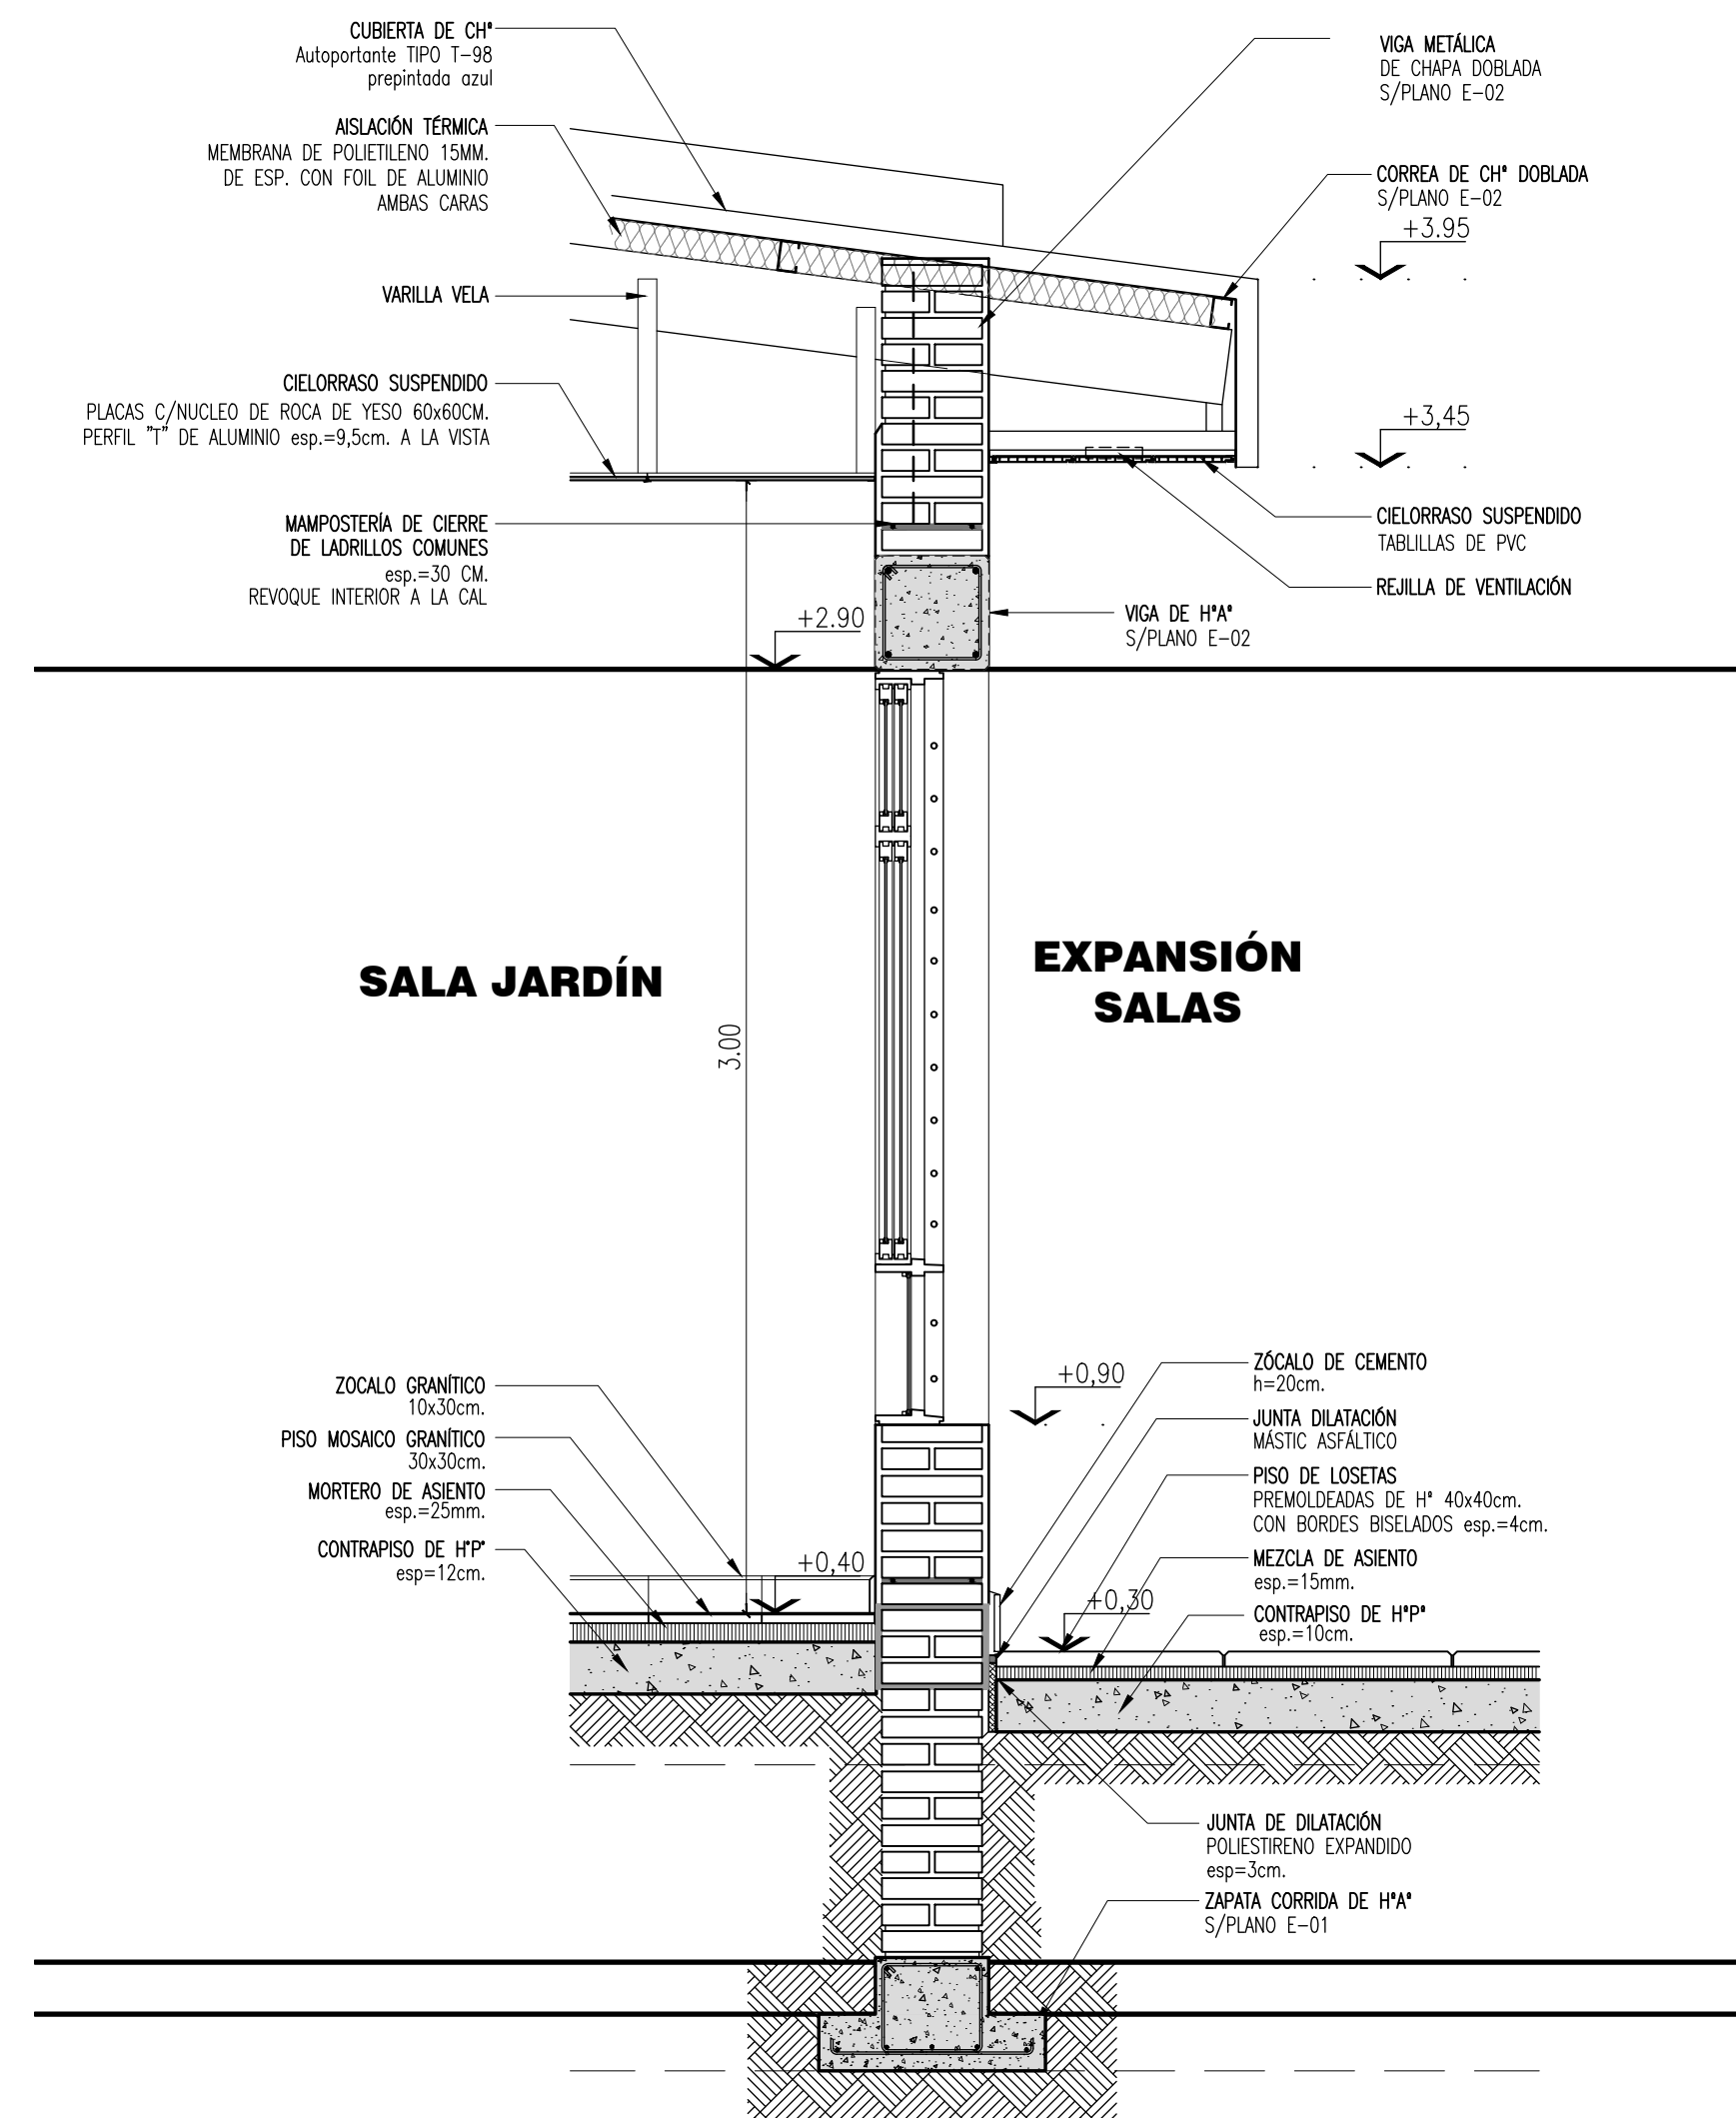 CUBIERTA DE CHª
Autoportante TIPO T-98
prepintada azul
AISLACIÓN TÉRMICA
MEMBRANA DE POLIETILENO 15MM.
DE ESP. CON FOIL DE ALUMINIO
AMBAS CARAS
VARILLA VELA
CIELORRASO SUSPENDIDO
PLACAS C/NUCLEO DE ROCA DE YESO 60x60CM.
PERFIL "T" DE ALUMINIO esp.=9,5cm. A LA VISTA
MAMPOSTERÍA DE CIERRE
DE LADRILLOS COMUNES
esp.=30 CM.
REVOQUE INTERIOR A LA CAL
VIGA METÁLICA
DE CHAPA DOBLADA
S/PLANO E-02
CORREA DE CHª DOBLADA
S/PLANO E-02
+3.95
+3,45
CIELORRASO SUSPENDIDO
TABLILLAS DE PVC
REJILLA DE VENTILACIÓN
VIGA DE HªAª
S/PLANO E-02
+2.90
SALA JARDÍN
EXPANSIÓN
SALAS
3.00
ZOCALO GRANÍTICO
10x30cm.
PISO MOSAICO GRANÍTICO
30x30cm.
MORTERO DE ASIENTO
esp.=25mm.
CONTRAPISO DE HªPª
esp=12cm.
+0,40
+0,90
+0,30
ZÓCALO DE CEMENTO
h=20cm.
JUNTA DILATACIÓN
MÁSTIC ASFÁLTICO
PISO DE LOSETAS
PREMOLDEADAS DE Hª 40x40cm.
CON BORDES BISELADOS esp.=4cm.
MEZCLA DE ASIENTO
esp.=15mm.
CONTRAPISO DE HªPª
esp.=10cm.
JUNTA DE DILATACIÓN
POLIESTIRENO EXPANDIDO
esp=3cm.
ZAPATA CORRIDA DE HªAª
S/PLANO E-01